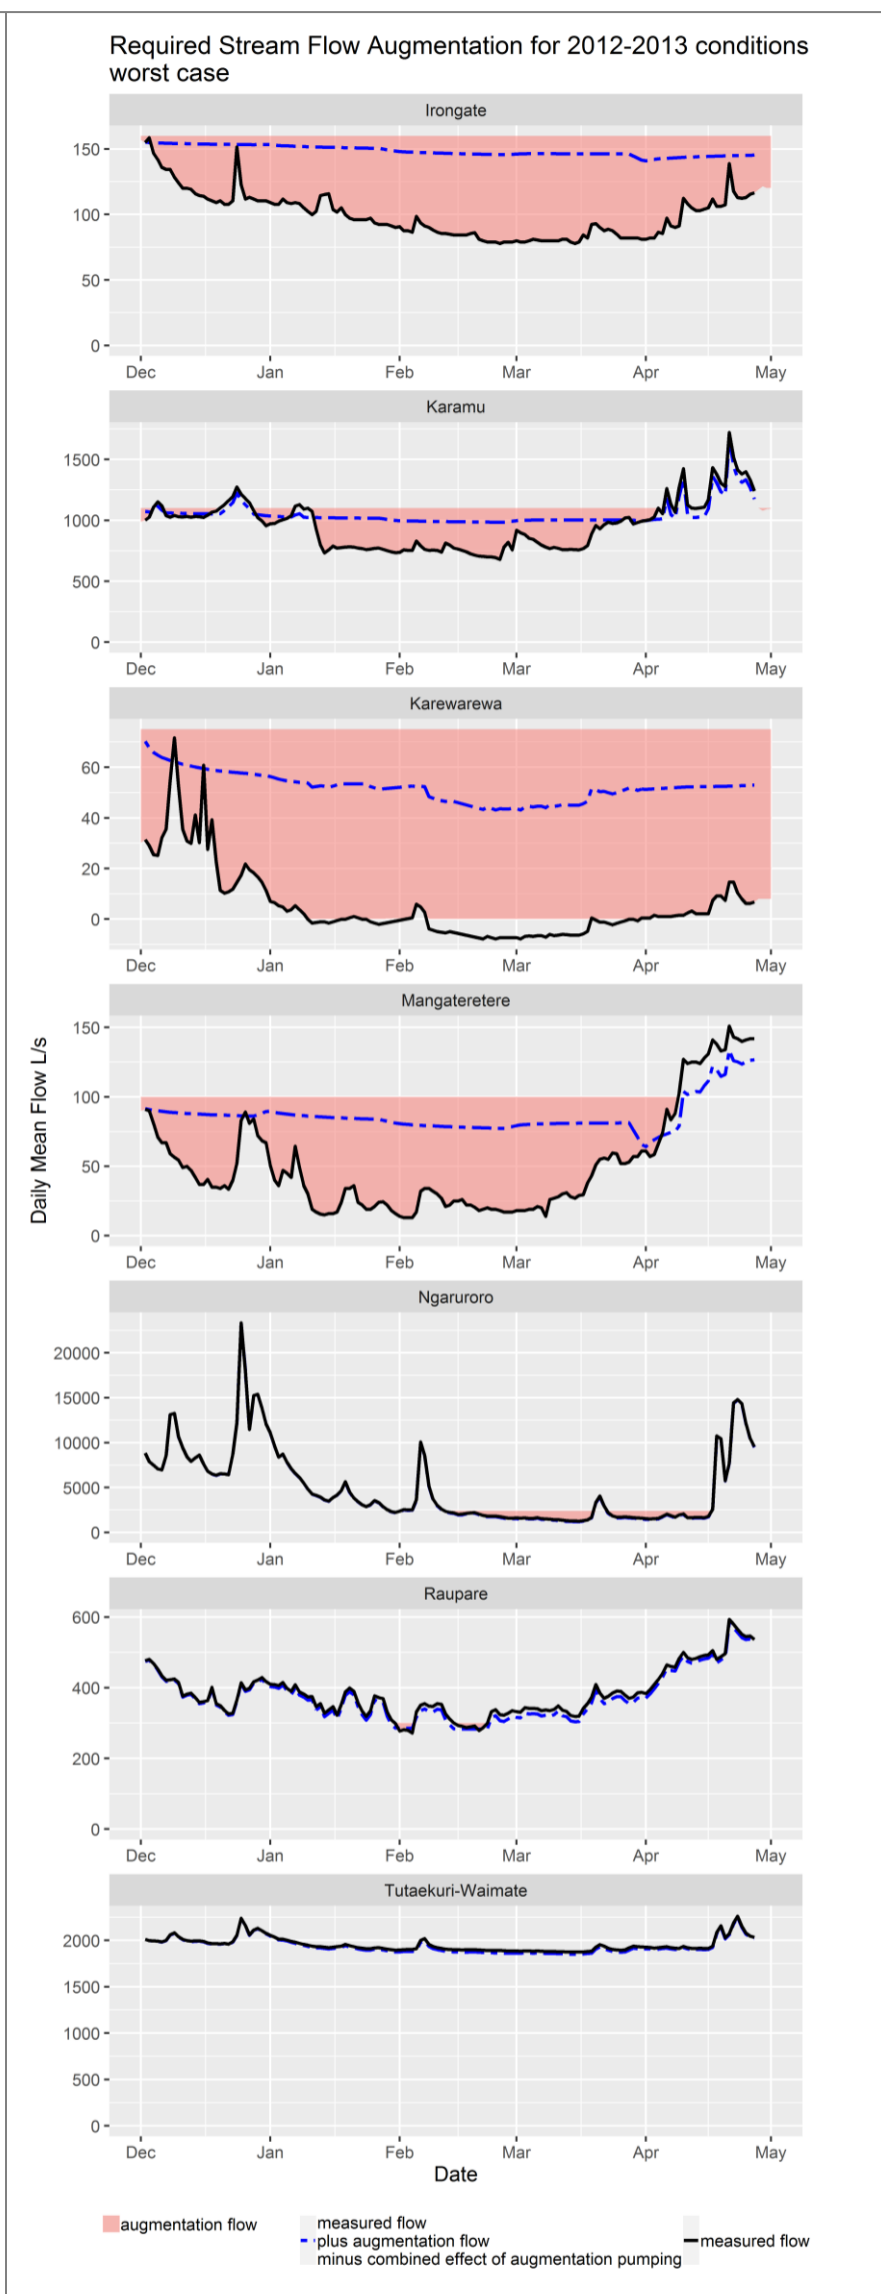 Required Stream Flow Augmentation for 2012-2013 conditions
worst case
Irongate
150
100
50
0
Dec Jan Feb Mar Apr May
Karamu
1500
1000
500
0
Dec Jan Feb Mar Apr May
Karewarewa
60
40
20
0
Dec Jan Feb Mar Apr May
Mangateretere
150
100
50
0
Dec Jan Feb Mar Apr May
Daily Mean Flow L/s
Ngaruroro
20000
15000
10000
5000
0
Dec Jan Feb Mar Apr May
Raupare
600
400
200
0
Dec Jan Feb Mar Apr May
Tutaekuri-Waimate
2000
1500
1000
500
0
Dec Jan Feb Mar Apr May
Date
augmentation flow
measured flow
plus augmentation flow
minus combined effect of augmentation pumping
measured flow